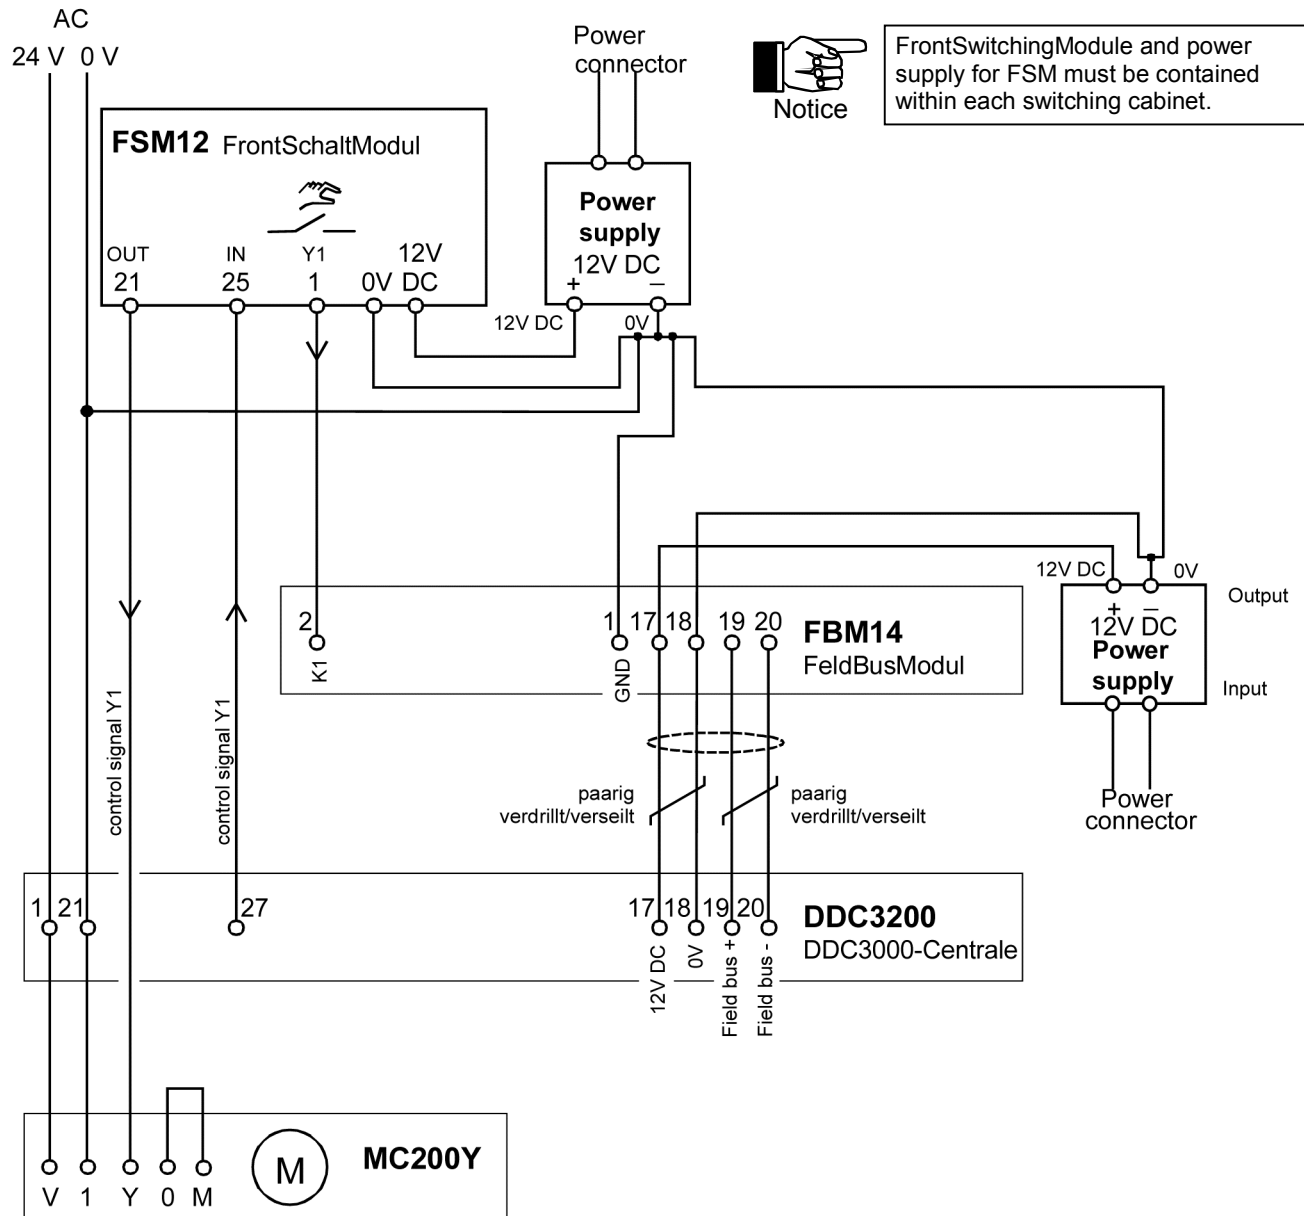 AC
24 V 0 V
Power
connector
Notice
FrontSwitchingModule and power
supply for FSM must be contained
within each switching cabinet.
FSM12 FrontSchaltModul
OUT IN Y1 12V
21 25 1 0V DC
Power
supply
12V DC
+ –
12V DC 0V
12V DC 0V
Output
+ –
12V DC
Power
supply
Input
Power
connector
2 1 17 18 19 20
K1
GND
FBM14
FeldBusModul
control signal Y1
control signal Y1
paarig
verdrillt/verseilt
paarig
verdrillt/verseilt
1 21 27 17 18 19 20
DDC3200
DDC3000-Centrale
12V DC
0V
Field bus +
Field bus -
M
MC200Y
V 1 Y 0 M